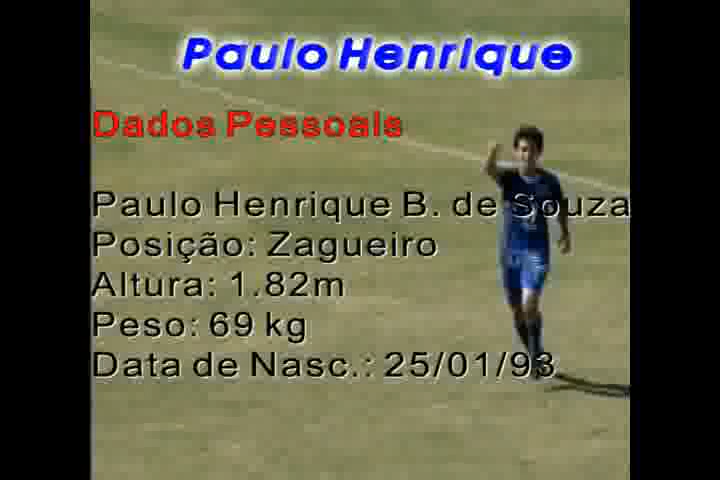 Paulo Henrique
Dados Pessoais
Paulo Henrique B. de Souza
Posição: Zagueiro
Altura: 1.82m
Peso: 69 kg
Data de Nasc.: 25/01/93